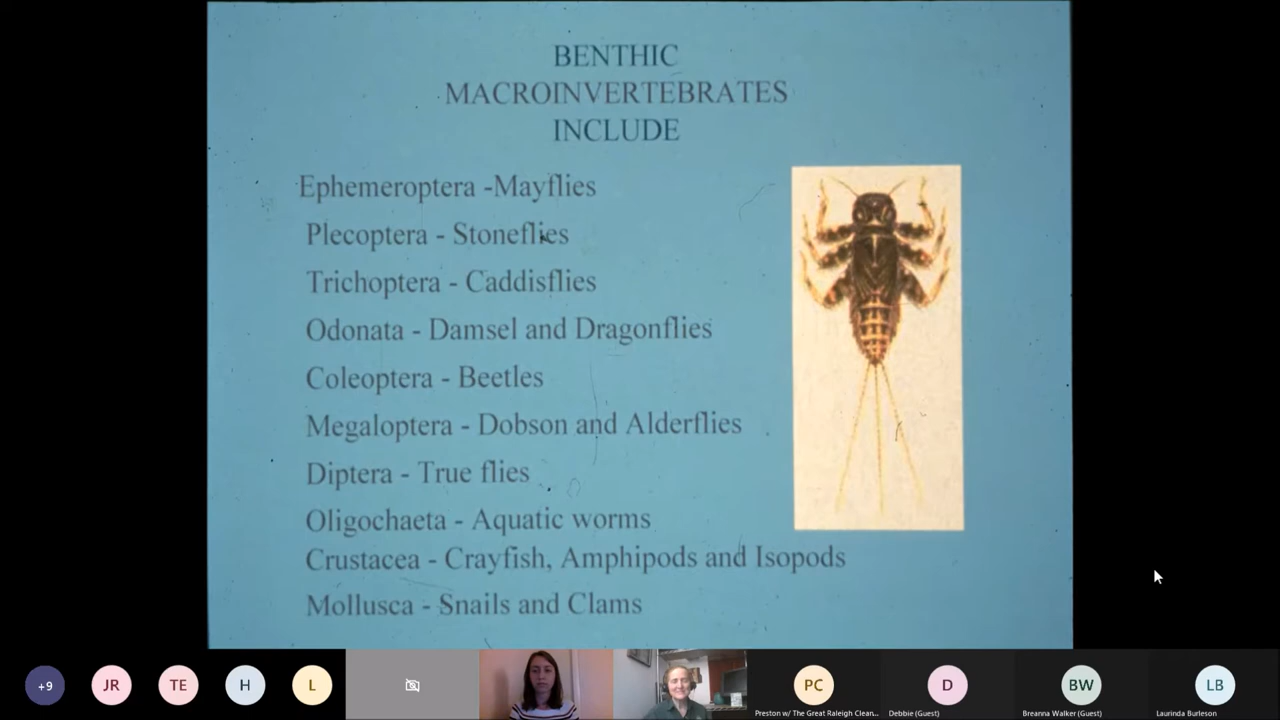 BENTHIC
MACROINVERTEBRATES
INCLUDE
Ephemeroptera -Mayflies
Plecoptera - Stoneflies
Trichoptera - Caddisflies
Odonata - Damsel and Dragonflies
Coleoptera - Beetles
Megaloptera - Dobson and Alderflies
Diptera - True flies
Oligochaeta - Aquatic worms
Crustacea - Crayfish, Amphipods and Isopods
Mollusca - Snails and Clams
+9
JR
TE
H
L
PC
D
BW
LB
Preston w/ The Great Raleigh Clean...
Debbie (Guest)
Breanna Walker (Guest)
Laurinda Burleson